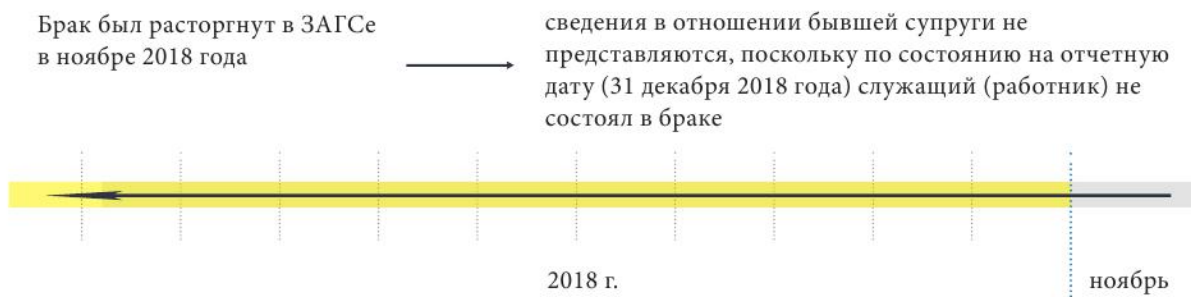 Брак был расторгнут в ЗАГСе
в ноябре 2018 года
сведения в отношении бывшей супруги не
представляются, поскольку по состоянию на отчетную
дату (31 декабря 2018 года) служащий (работник) не
состоял в браке
2018 г.
ноябрь